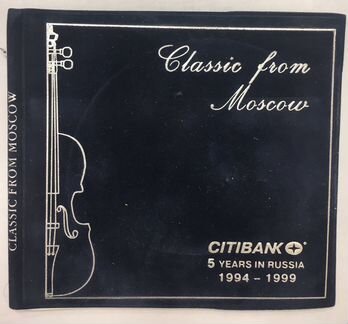 CLASSIC FROM MOSCOW
Classic from
Moscow
CITIBANK
5 YEARS IN RUSSIA
1994 - 1999